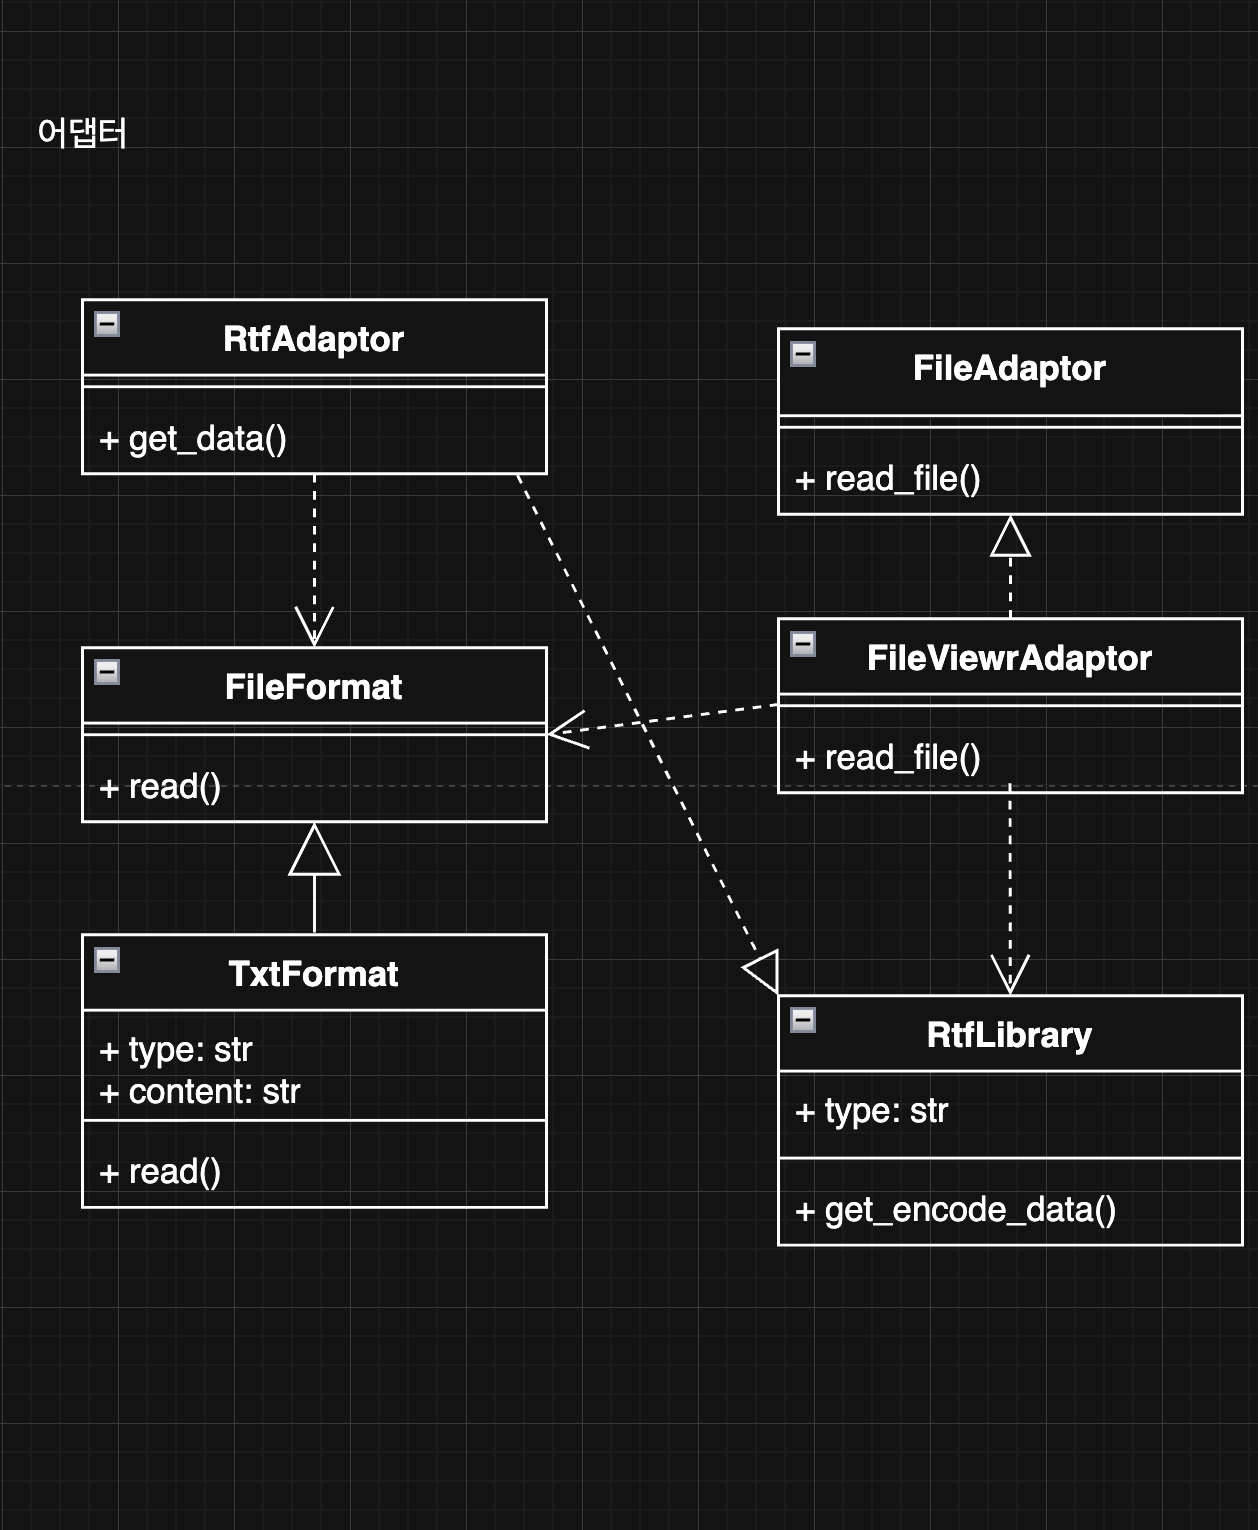 어댑터
RtfAdaptor
+ get_data()
FileAdaptor
+ read_file()
FileFormat
+ read()
FileViewrAdaptor
+ read_file()
TxtFormat
+ type: str
+ content: str
+ read()
RtfLibrary
+ type: str
+ get_encode_data()